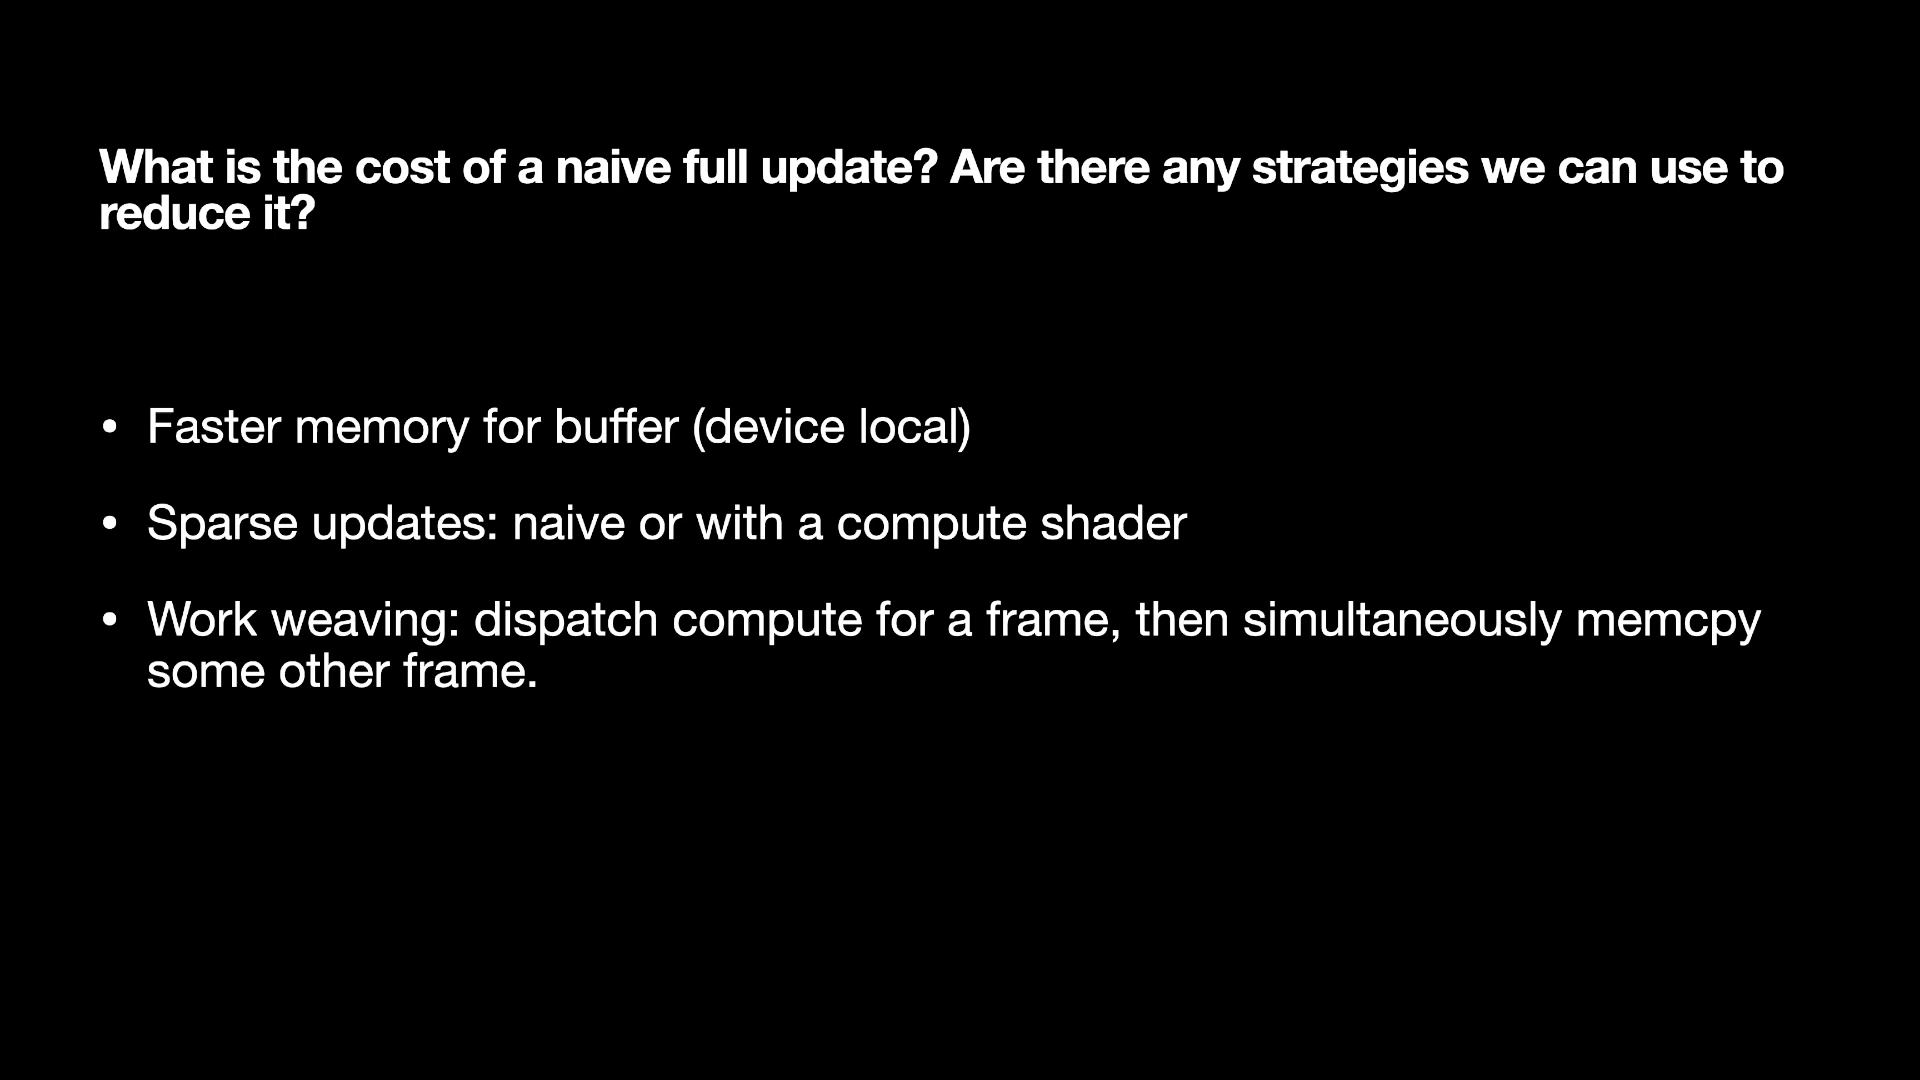 What is the cost of a naive full update? Are there any strategies we can use to
reduce it?
• Faster memory for buffer (device local)
• Sparse updates: naive or with a compute shader
• Work weaving: dispatch compute for a frame, then simultaneously memcpy
some other frame.